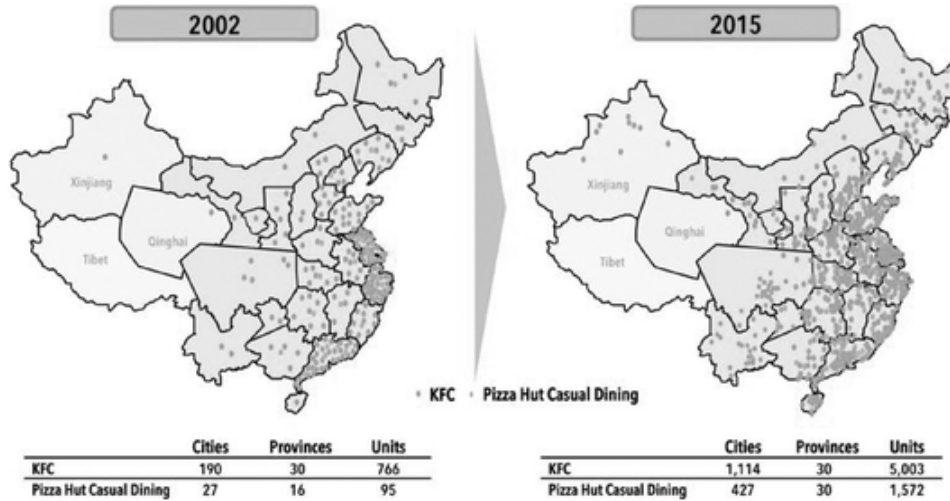 2002
2015
Xinjiang
Qinghai
Tibet
Xinjiang
Qinghai
Tibet
KFC Pizza Hut Casual Dining
Cities Provinces Units
KFC 190 30 766
Pizza Hut Casual Dining 27 16 95
Cities Provinces Units
KFC 1,114 30 5,003
Pizza Hut Casual Dining 427 30 1,572